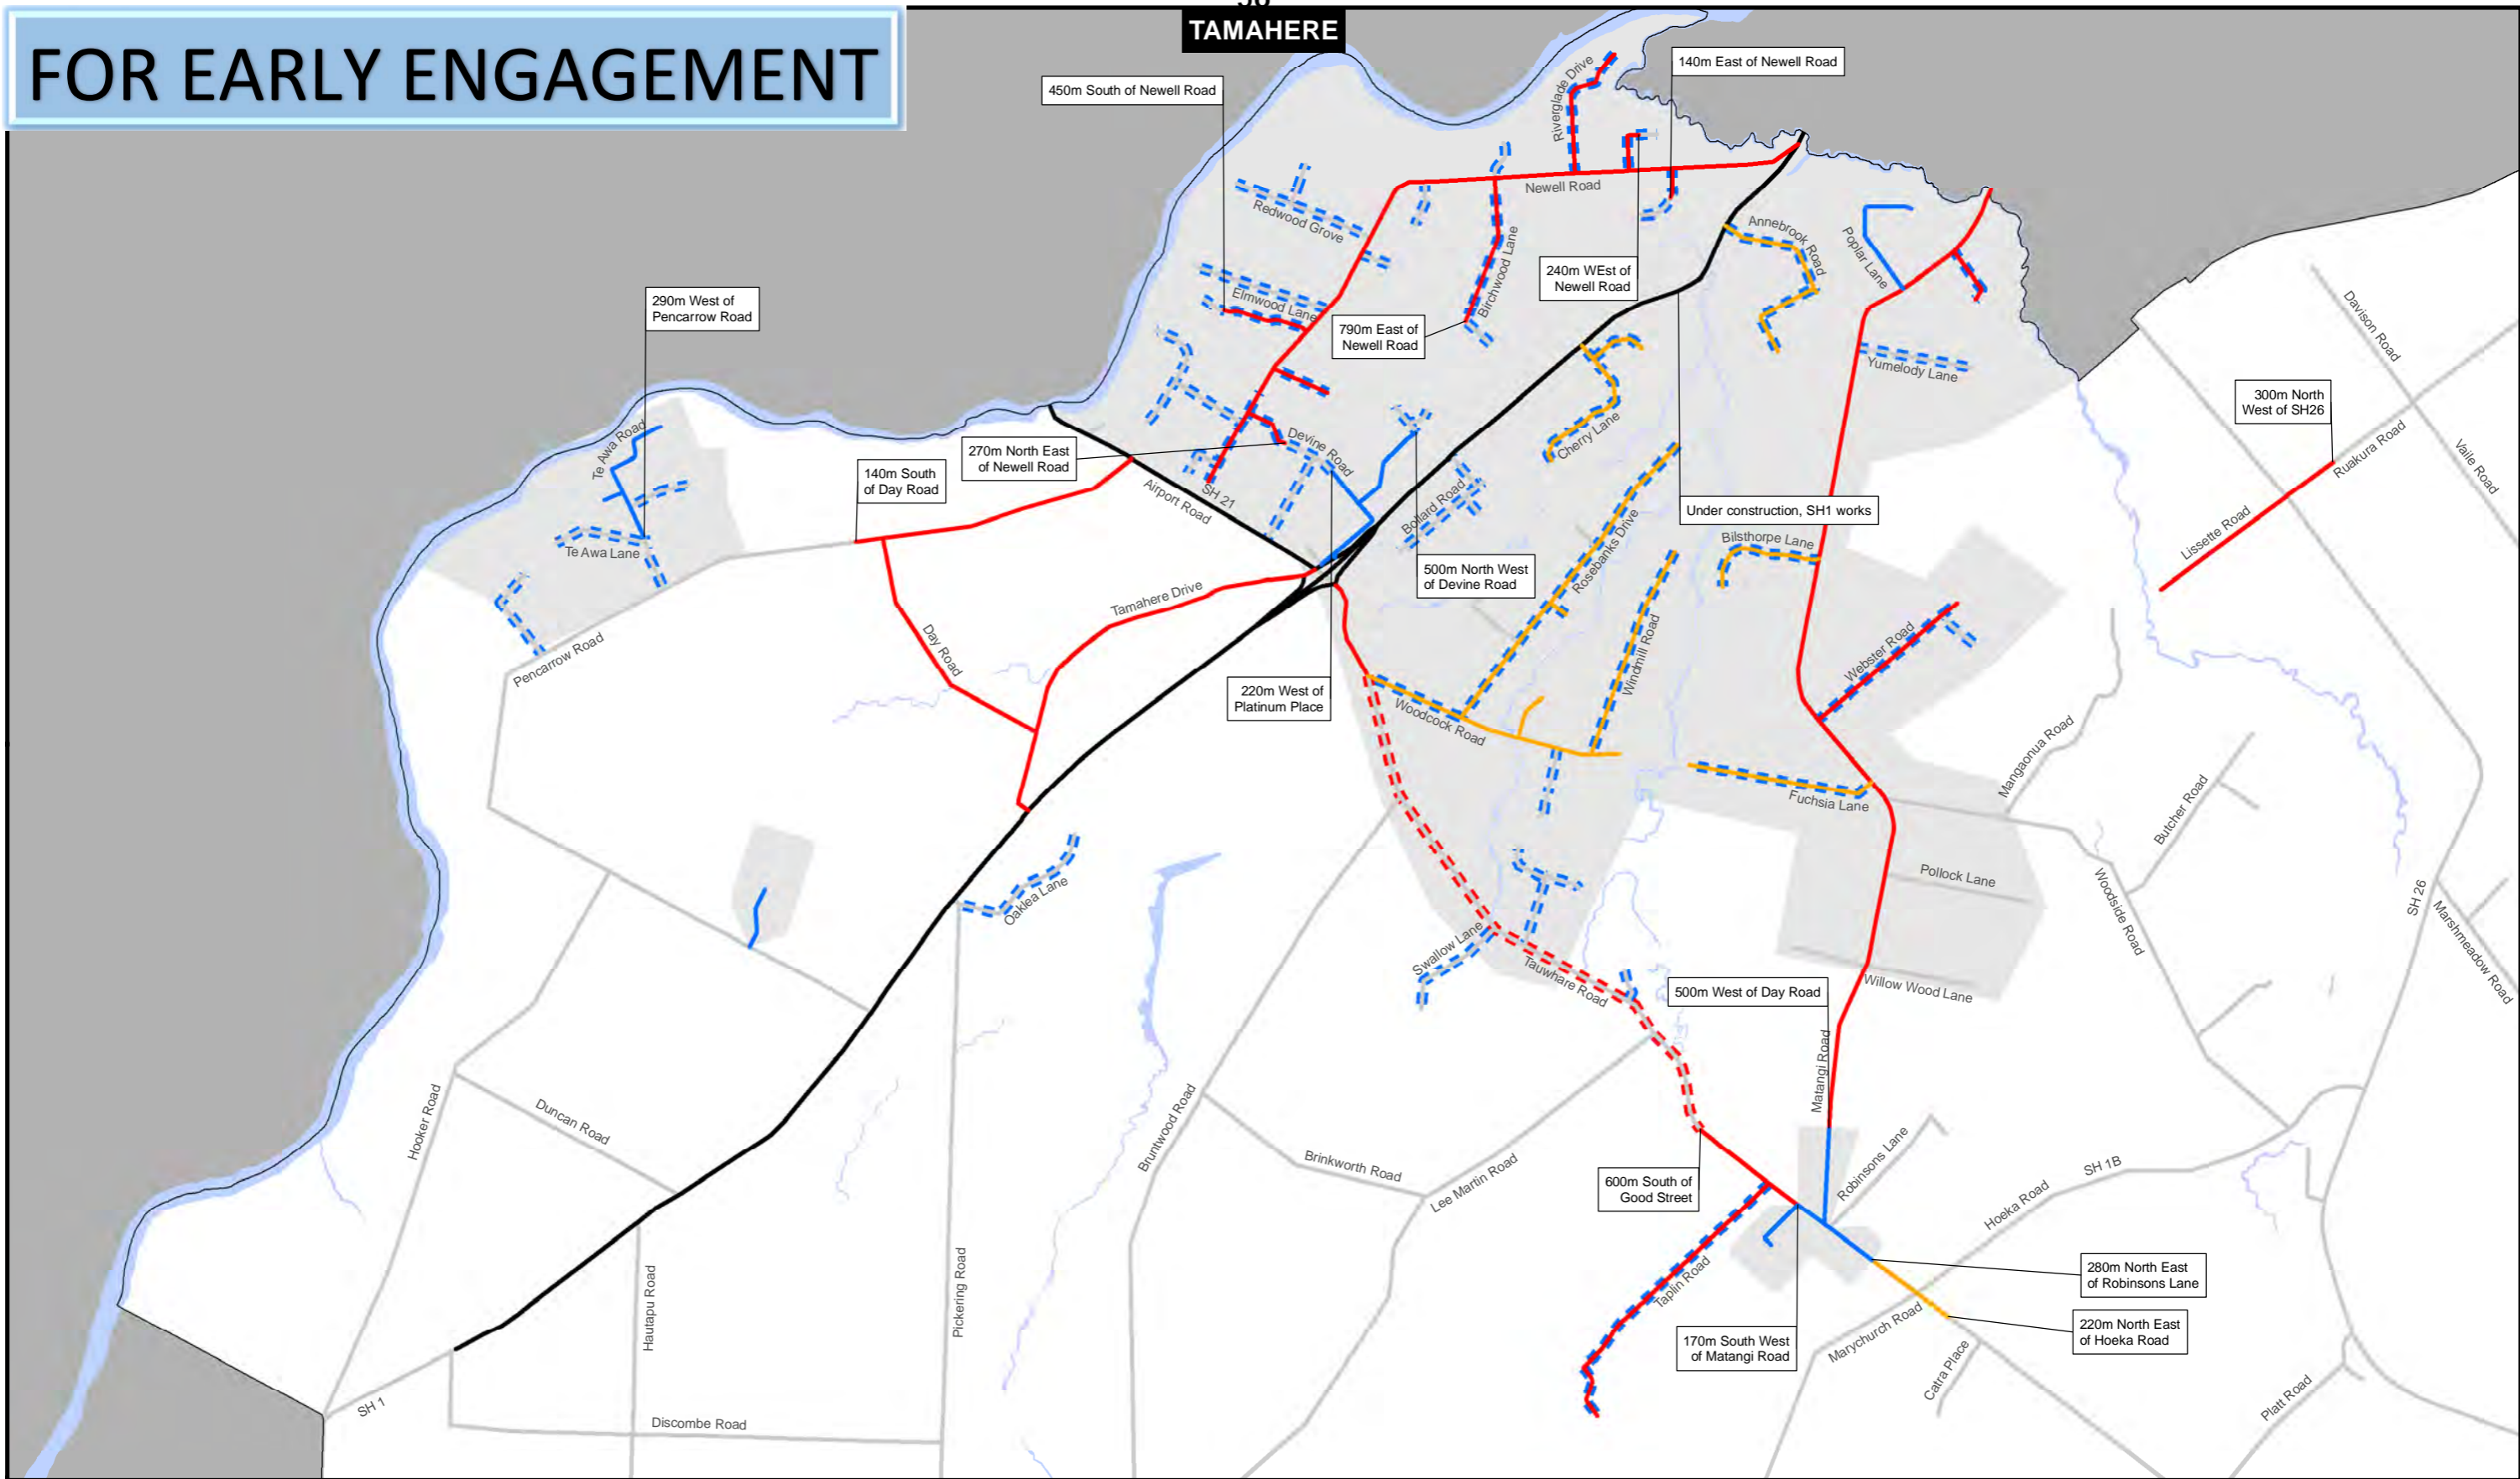 30
TAMAHERE
FOR EARLY ENGAGEMENT
140m East of Newell Road
450m South of Newell Road
Riverglade Drive
Newell Road
Redwood Grove
Annebrook Road
Poplar Lane
Birchwood Lane
240m WEst of
Newell Road
Elmwood Lane
290m West of
Pencarrow Road
790m East of
Newell Road
Davison Road
Yumelody Lane
300m North
West of SH26
Te Awa Road
Cherry Lane
Devine Road
270m North East
of Newell Road
Ruakura Road
Vaile Road
140m South
of Day Road
SH 21
Airport Road
Bollard Road
Under construction, SH1 works
Lissette Road
Rosebanks Drive
Bilsthorpe Lane
Te Awa Lane
500m North West
of Devine Road
Tamahere Drive
Day Road
Windmill Road
Webster Road
Pencarrow Road
220m West of
Platinum Place
Woodcock Road
Mangaonua Road
Butcher Road
Fuchsia Lane
Pollock Lane
Oaklea Lane
Woodside Road
SH 26
Marshmeadow Road
Swallow Lane
Tauwhare Road
500m West of Day Road
Willow Wood Lane
Matangi Road
Hooker Road
Duncan Road
Bruntwood Road
Brinkworth Road
Lee Martin Road
600m South of
Good Street
Robinsons Lane
SH 1B
Hoeka Road
280m North East
of Robinsons Lane
Taplin Road
Hautapu Road
Pickering Road
170m South West
of Matangi Road
Marychurch Road
220m North East
of Hoeka Road
Catra Place
Platt Road
SH 1
Discombe Road